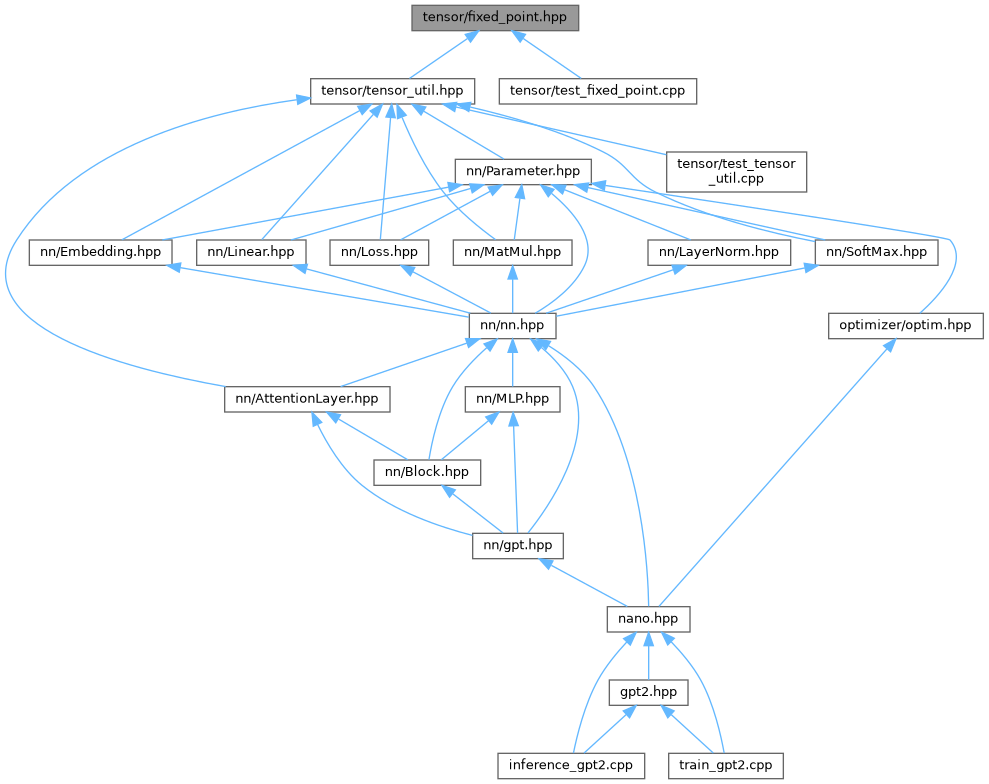 tensor/fixed_point.hpp
tensor/tensor_util.hpp
tensor/test_fixed_point.cpp
nn/Parameter.hpp
tensor/test_tensor
_util.cpp
nn/Embedding.hpp
nn/Linear.hpp
nn/Loss.hpp
nn/MatMul.hpp
nn/LayerNorm.hpp
nn/SoftMax.hpp
nn/nn.hpp
optimizer/optim.hpp
nn/AttentionLayer.hpp
nn/MLP.hpp
nn/Block.hpp
nn/gpt.hpp
nano.hpp
gpt2.hpp
inference_gpt2.cpp
train_gpt2.cpp